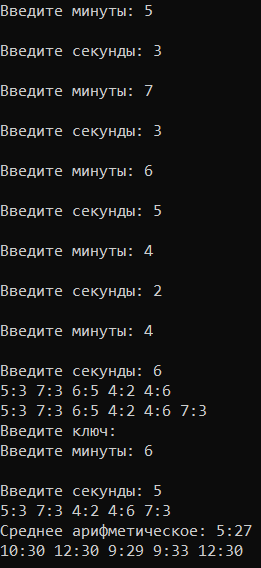 Введите минуты: 5
Введите секунды: 3
Введите минуты: 7
Введите секунды: 3
Введите минуты: 6
Введите секунды: 5
Введите минуты: 4
Введите секунды: 2
Введите минуты: 4
Введите секунды: 6
5:3 7:3 6:5 4:2 4:6
5:3 7:3 6:5 4:2 4:6 7:3
Введите ключ:
Введите минуты: 6
Введите секунды: 5
5:3 7:3 4:2 4:6 7:3
Среднее арифметическое: 5:27
10:30 12:30 9:29 9:33 12:30